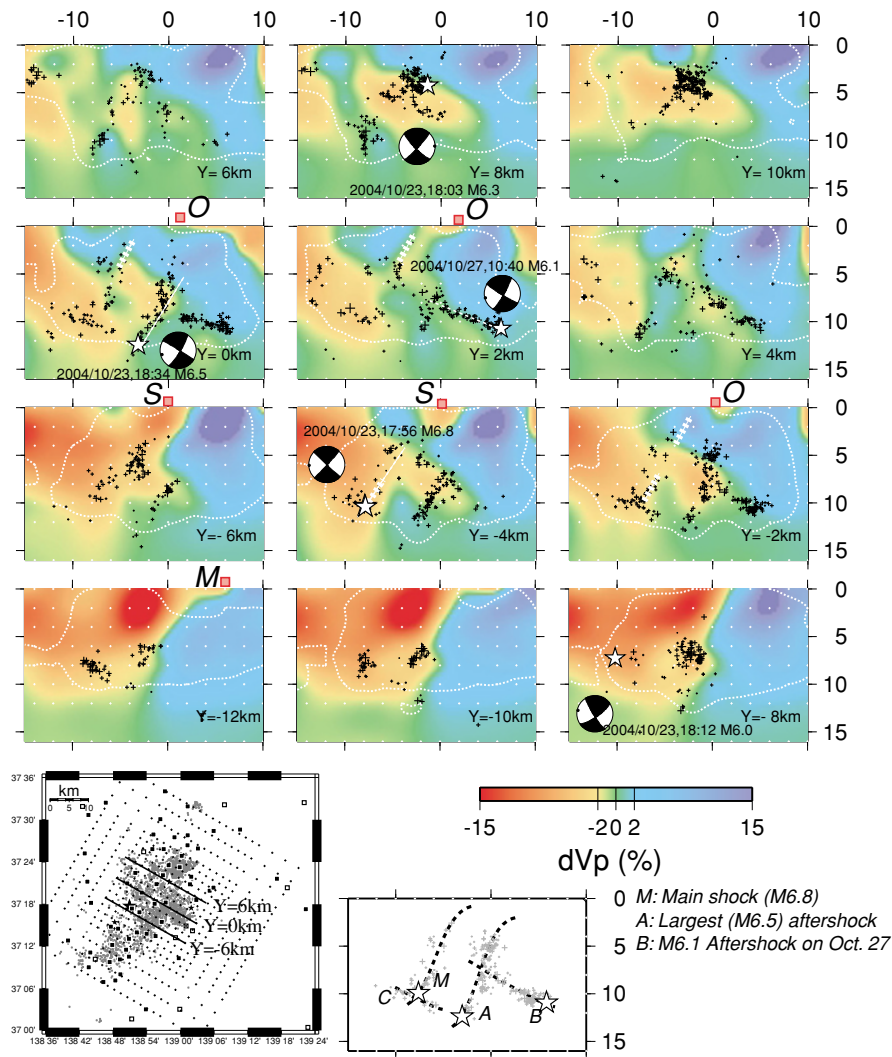 -10 0 10 -10 0 10 -10 0 10
0
5
10
15
Y= 6km
Y= 8km
2004/10/23,18:03 M6.3
Y= 10km
O
O
0
5
10
15
2004/10/27,10:40 M6.1
Y= 0km
2004/10/23,18:34 M6.5
Y= 2km
Y= 4km
S
S
O
0
5
10
15
2004/10/23,17:56 M6.8
Y=- 6km
Y= -4km
Y=-2km
M
0
5
10
15
Y=-12km
Y=-10km
Y=- 8km
2004/10/23,18:12 M6.0
37 36'
37 30'
37 24'
37 18'
37 12'
37 06'
37 00'
km
0 5 10
Y=6km
Y=0km
Y=-6km
138 36' 138 42' 138 48' 138 54' 139 00' 139 06' 139 12' 139 18' 139 24'
-15 -2 0 2 15
dVp (%)
0
5
10
15
C
M
A
B
M: Main shock (M6.8)
A: Largest (M6.5) aftershock
B: M6.1 Aftershock on Oct. 27